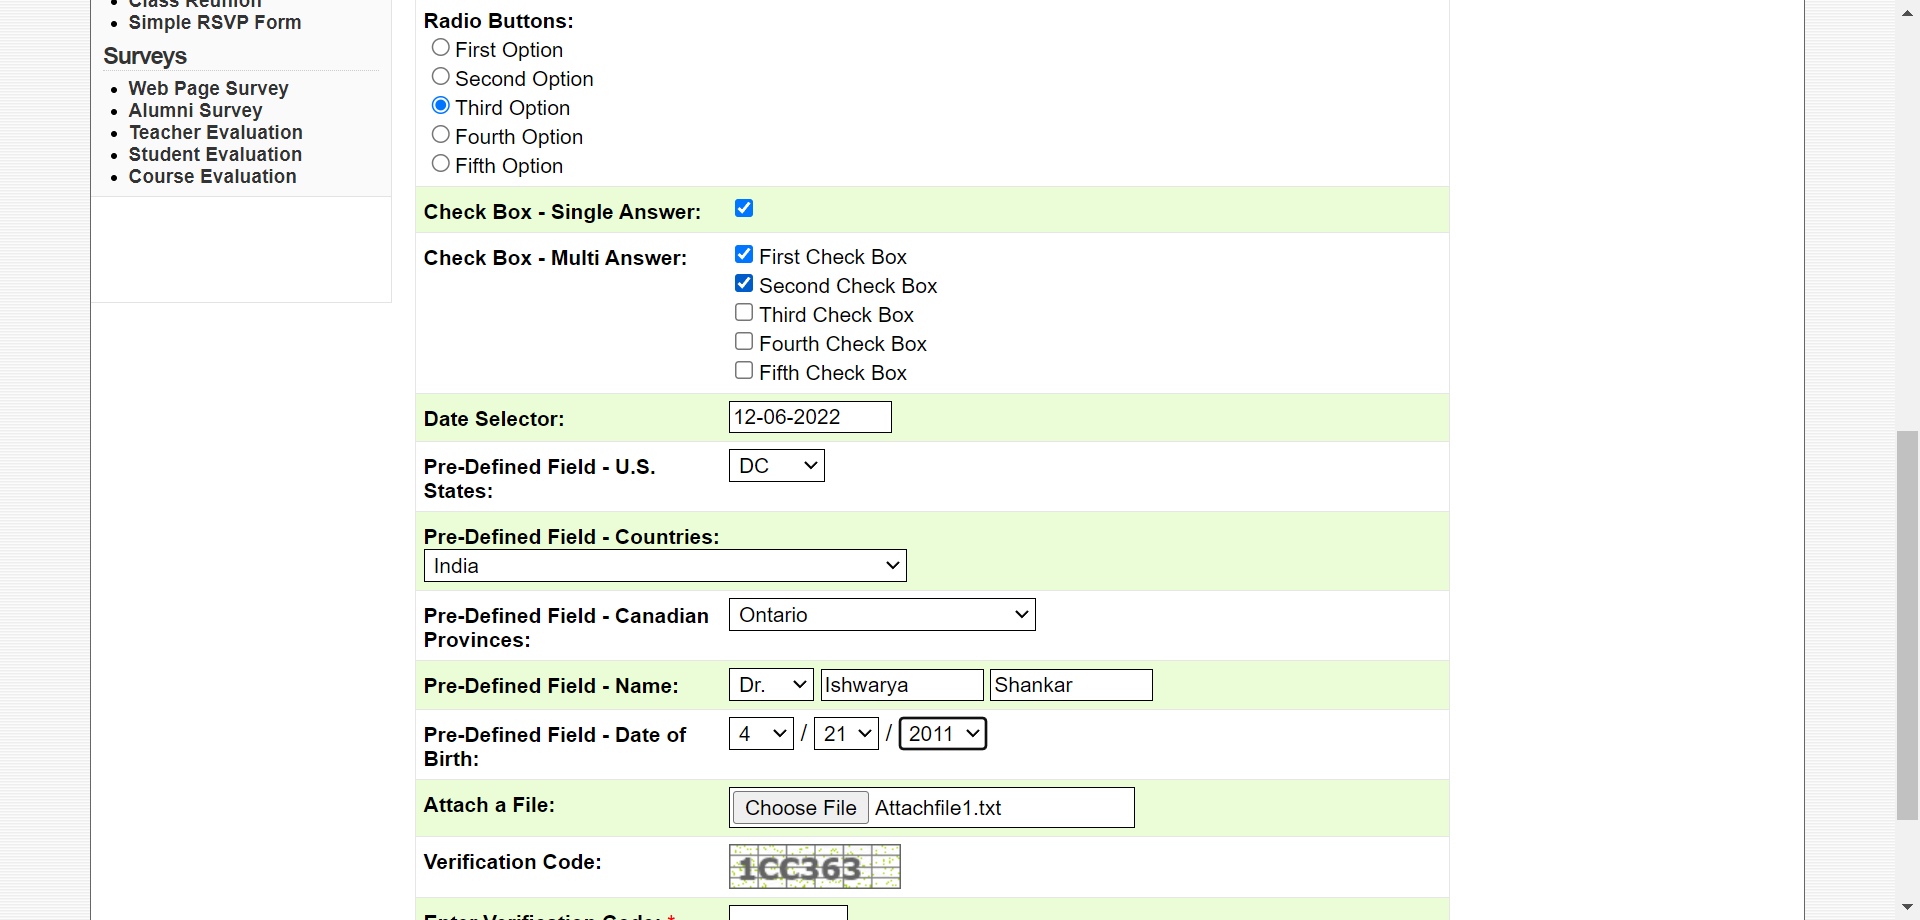 Class Reunion
Simple RSVP Form
Surveys
Web Page Survey
Alumni Survey
Teacher Evaluation
Student Evaluation
Course Evaluation
Radio Buttons:
First Option
Second Option
Third Option
Fourth Option
Fifth Option
Check Box - Single Answer:
Check Box - Multi Answer:
First Check Box
Second Check Box
Third Check Box
Fourth Check Box
Fifth Check Box
Date Selector: 12-06-2022
Pre-Defined Field - U.S. DC
States:
Pre-Defined Field - Countries:
India
Pre-Defined Field - Canadian Ontario
Provinces:
Pre-Defined Field - Name: Dr. Ishwarya Shankar
Pre-Defined Field - Date of 4 / 21 / 2011
Birth:
Attach a File: Choose File Attachfile1.txt
Verification Code: 1CC363
Enter Verification Code: *